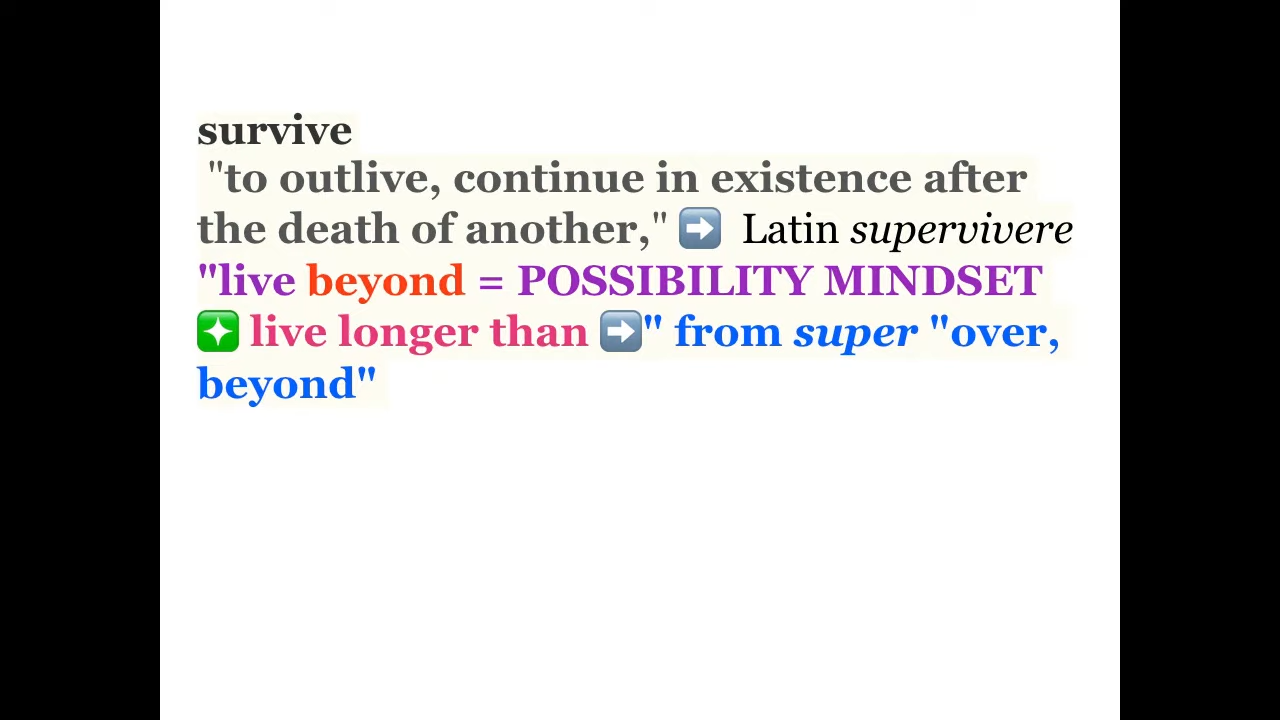 survive
"to outlive, continue in existence after
the death of another," ➡️ Latin supervivere
"live beyond = POSSIBILITY MINDSET
❇️ live longer than ➡️" from super "over,
beyond"